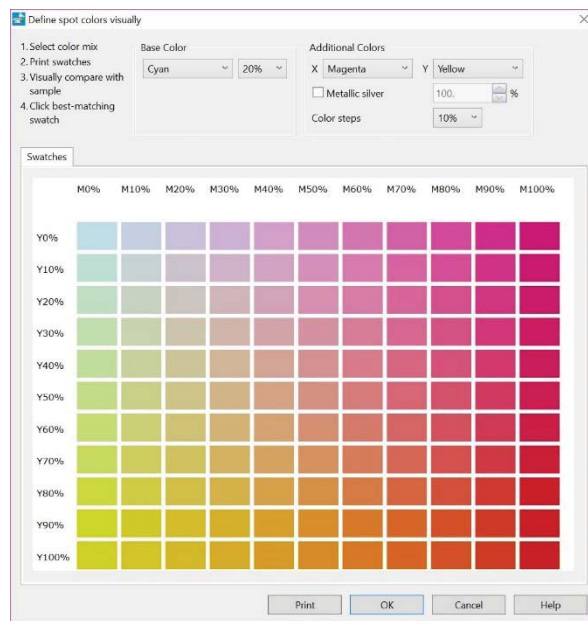 Define spot colors visually
1. Select color mix
2. Print swatches
3. Visually compare with
sample
4. Click best-matching
swatch
Base Color
Cyan 20%
Additional Colors
X Magenta Y Yellow
Metallic silver 100. %
Color steps 10%
Swatches
M0% M10% M20% M30% M40% M50% M60% M70% M80% M90% M100%
Y0%
Y10%
Y20%
Y30%
Y40%
Y50%
Y60%
Y70%
Y80%
Y90%
Y100%
Print OK Cancel Help